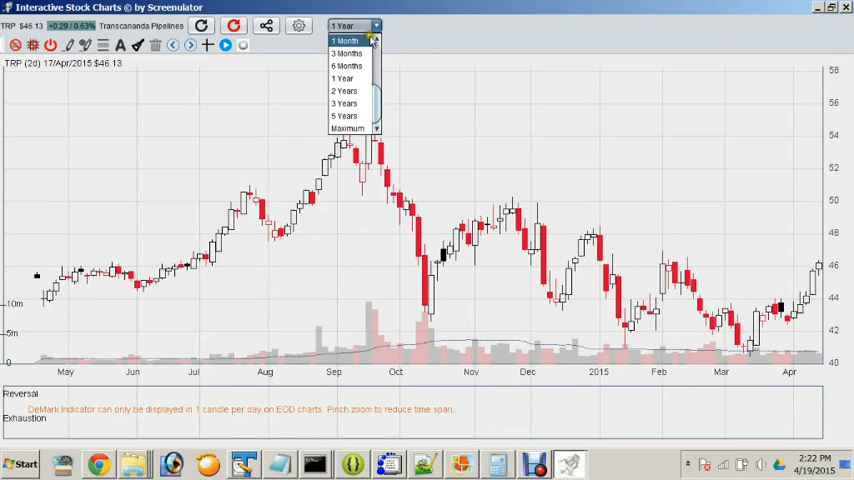 Interactive Stock Charts © by Screenulator
TRP $46.13 +0.29 / 0.63% Transcananda Pipelines
1 Year
1 Month
3 Months
6 Months
1 Year
2 Years
3 Years
5 Years
Maximum
TRP (2d) 17/Apr/2015 $46.13
58
56
54
52
50
48
46
44
42
40
10m
5m
0
May Jun Jul Aug Sep Oct Nov Dec 2015 Feb Mar Apr
Reversal
DeMark Indicator can only be displayed in 1 candle per day on EOD charts. Pinch zoom to reduce time span.
Exhaustion
Start
2:22 PM
4/19/2015